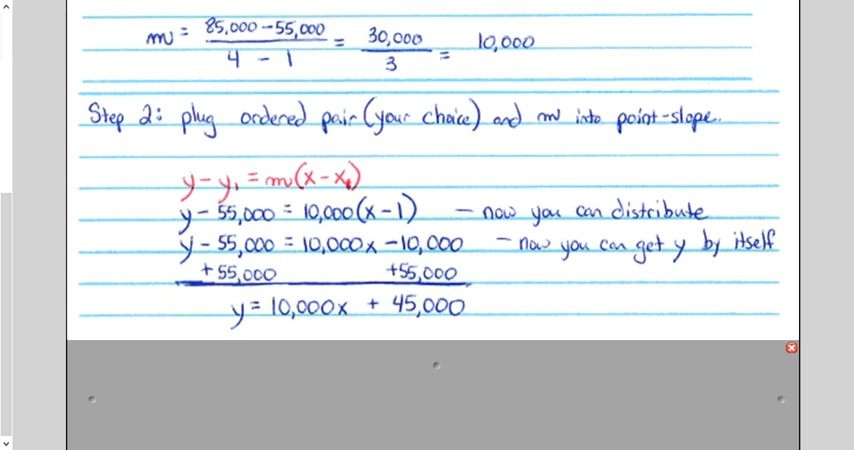 m = 85,000 - 55,000 / 4 - 1 = 30,000 / 3 = 10,000
Step 2: plug ordered pair (your choice) and m into point-slope.
y - y₁ = m(x - x₁)
y - 55,000 = 10,000(x - 1) - now you can distribute
y - 55,000 = 10,000x - 10,000 - now you can get y by itself
+55,000 +55,000
y = 10,000x + 45,000